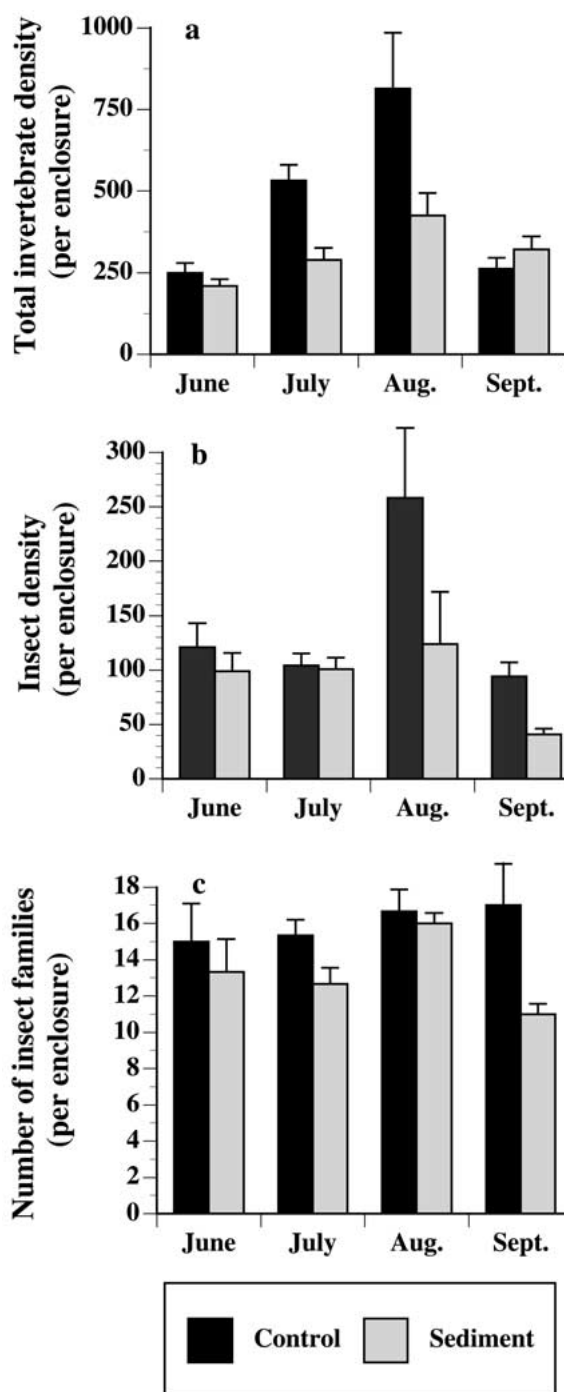 a
Total invertebrate density
(per enclosure)
1000
750
500
250
0
June July Aug. Sept.
b
Insect density
(per enclosure)
300
250
200
150
100
50
0
June July Aug. Sept.
c
Number of insect families
(per enclosure)
18
16
14
12
10
8
6
4
2
0
June July Aug. Sept.
Control Sediment